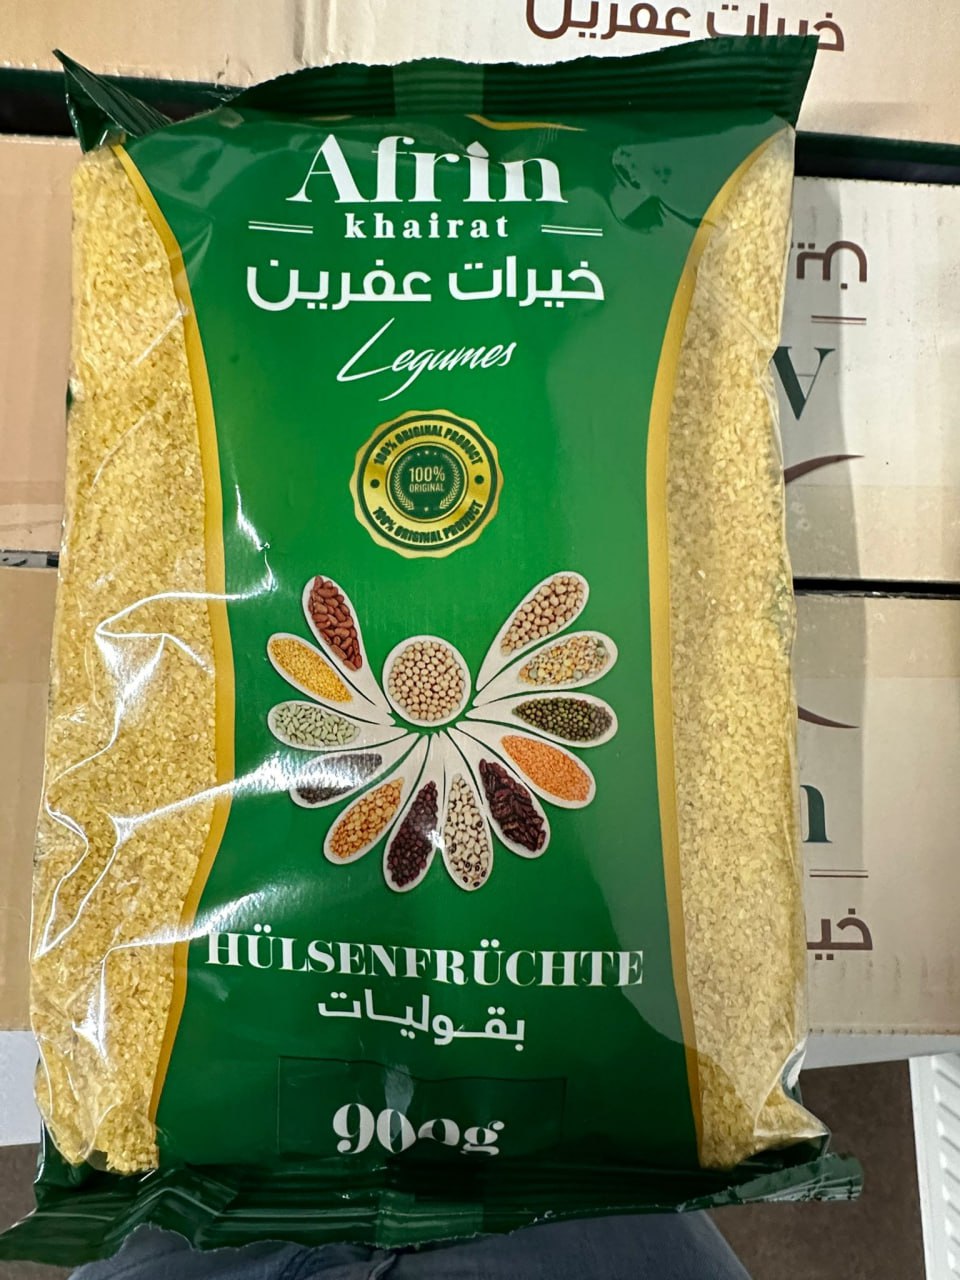 خيرات عفرين
Afrin
khairat
خيرات عفرين
Legumes
100% ORIGINAL PRODUCT
100%
ORIGINAL
100% ORIGINAL PRODUCT
HÜLSENFRÜCHTE
بقوليات
900g